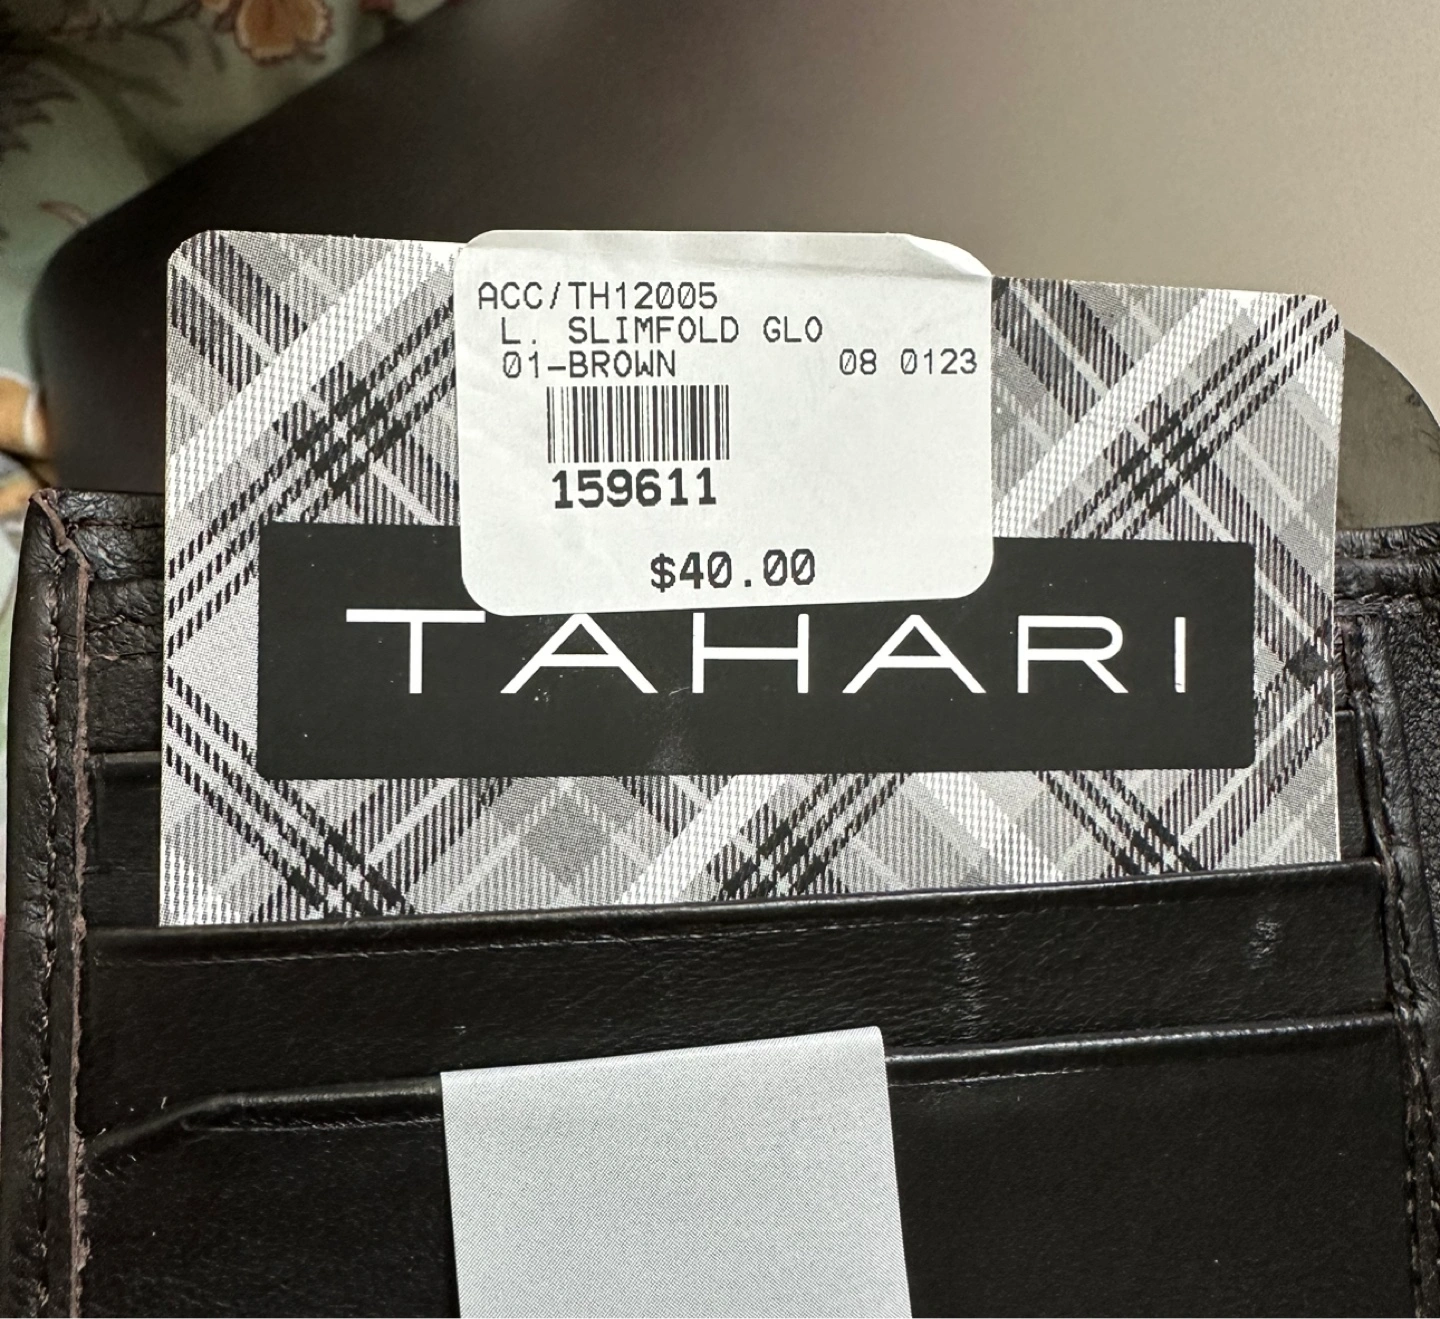 ACC/TH12005
L. SLIMFOLD GLO
01-BROWN 08 0123
159611
$40.00
TAHARI